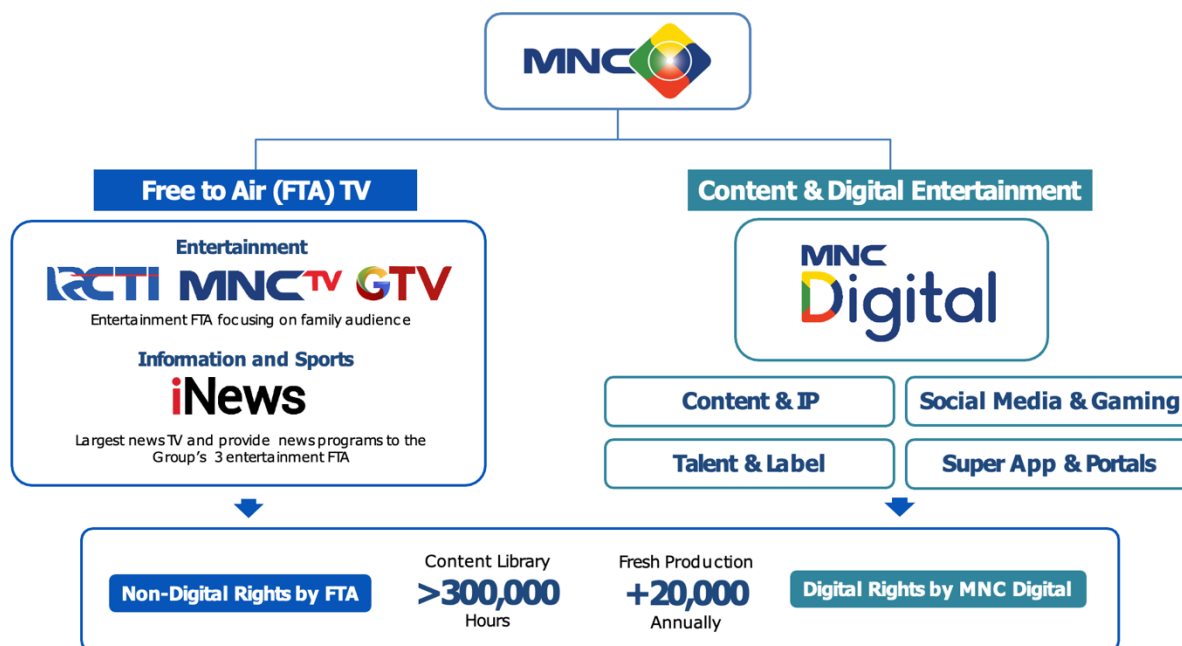 MNC
Free to Air (FTA) TV
Entertainment
RCTI MNCTV GTV
Entertainment FTA focusing on family audience
Information and Sports
iNews
Largest news TV and provide news programs to the
Group's 3 entertainment FTA
Content & Digital Entertainment
MNC
Digital
Content & IP
Social Media & Gaming
Talent & Label
Super App & Portals
Non-Digital Rights by FTA
Content Library
>300,000
Hours
Fresh Production
+20,000
Annually
Digital Rights by MNC Digital